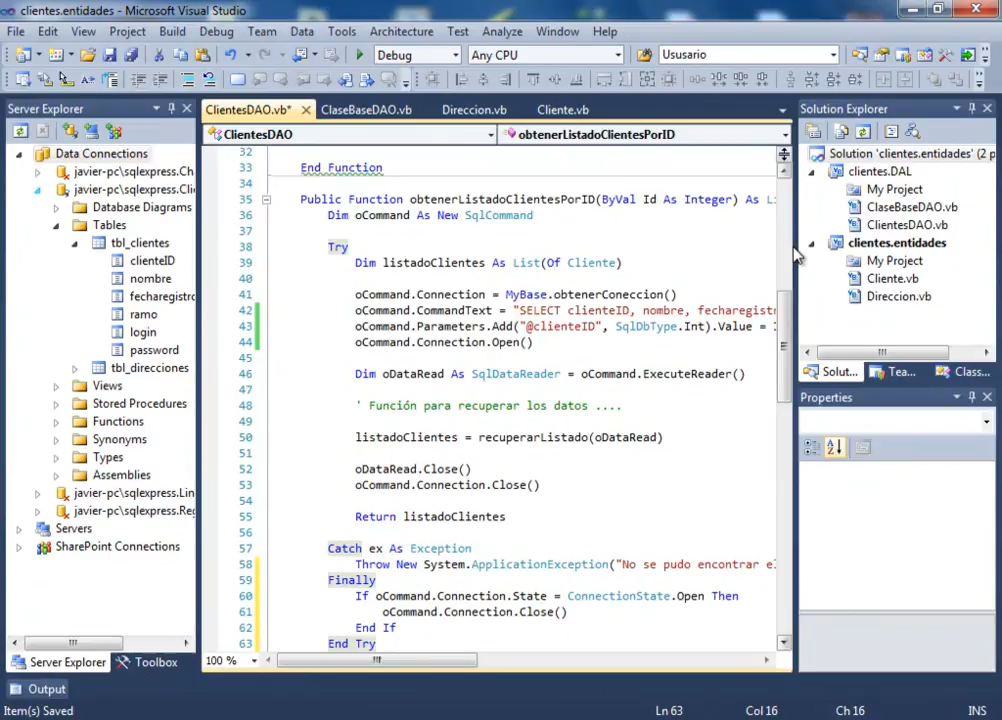 clientes.entidades - Microsoft Visual Studio
File Edit View Project Build Debug Team Data Tools Architecture Test Analyze Window Help
Debug Any CPU Usuario
Server Explorer
Data Connections
javier-pc\sqlexpress.Ch
javier-pc\sqlexpress.Clie
Database Diagrams
Tables
tbl_clientes
clienteID
nombre
fecharegistro
ramo
login
password
tbl_direcciones
Views
Stored Procedures
Functions
Synonyms
Types
Assemblies
javier-pc\sqlexpress.Lin
javier-pc\sqlexpress.Reg
Servers
SharePoint Connections
Server Explorer Toolbox
ClientesDAO.vb* ClaseBaseDAO.vb Direccion.vb Cliente.vb
ClientesDAO obtenerListadoClientesPorID
32
33 End Function
34
35 Public Function obtenerListadoClientesPorID(ByVal Id As Integer) As Li
36 Dim oCommand As New SqlCommand
37
38 Try
39 Dim listadoClientes As List(Of Cliente)
40
41 oCommand.Connection = MyBase.obtenerConeccion()
42 oCommand.CommandText = "SELECT clienteID, nombre, fecharegistr
43 oCommand.Parameters.Add("@clienteID", SqlDbType.Int).Value = I
44 oCommand.Connection.Open()
45
46 Dim oDataRead As SqlDataReader = oCommand.ExecuteReader()
47
48 ' Función para recuperar los datos ....
49
50 listadoClientes = recuperarListado(oDataRead)
51
52 oDataRead.Close()
53 oCommand.Connection.Close()
54
55 Return listadoClientes
56
57 Catch ex As Exception
58 Throw New System.ApplicationException("No se pudo encontrar el
59 Finally
60 If oCommand.Connection.State = ConnectionState.Open Then
61 oCommand.Connection.Close()
62 End If
63 End Try
100 %
Solution Explorer
Solution 'clientes.entidades' (2 p
clientes.DAL
My Project
ClaseBaseDAO.vb
ClientesDAO.vb
clientes.entidades
My Project
Cliente.vb
Direccion.vb
Solut... Tea... Class...
Properties
Output
Item(s) Saved Ln 63 Col 16 Ch 16 INS